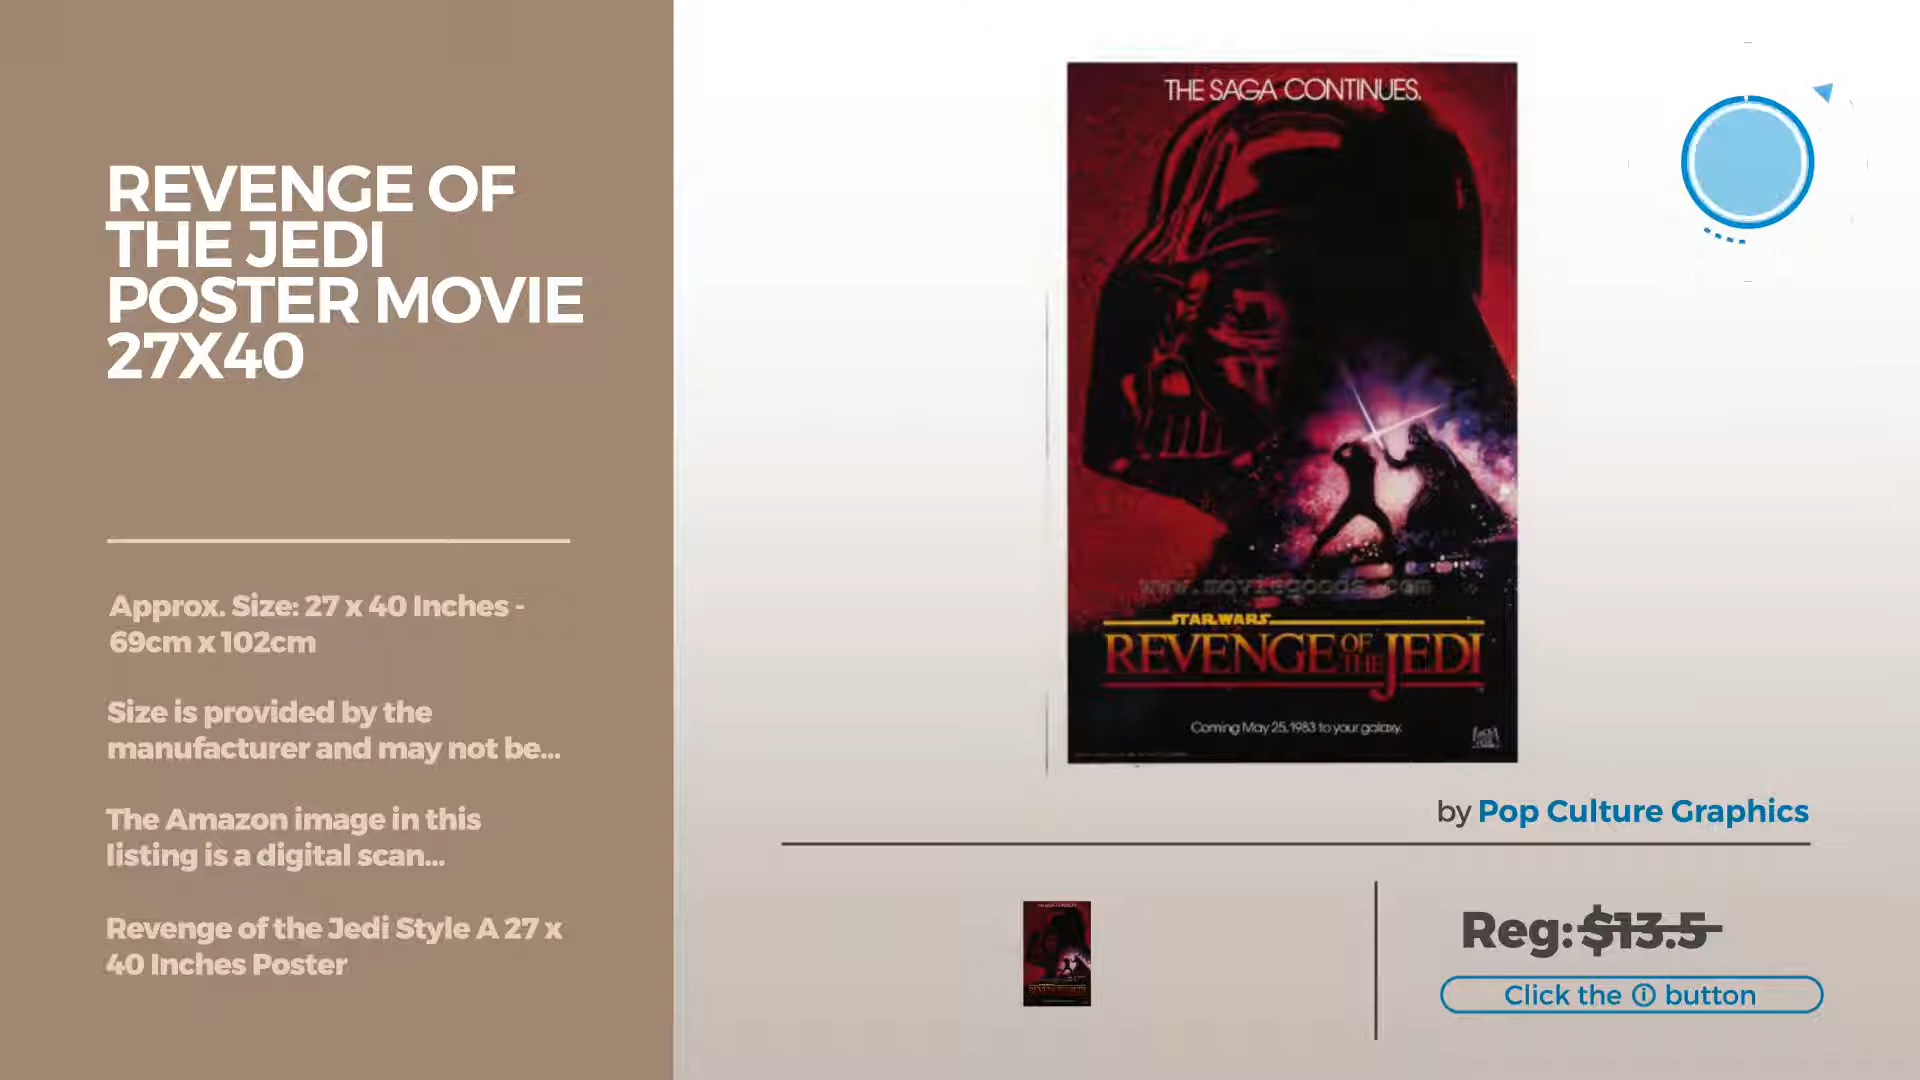 REVENGE OF
THE JEDI
POSTER MOVIE
27X40
Approx. Size: 27 x 40 Inches -
69cm x 102cm
Size is provided by the
manufacturer and may not be...
The Amazon image in this
listing is a digital scan...
Revenge of the Jedi Style A 27 x
40 Inches Poster
THE SAGA CONTINUES.
www.moviegoods.com
STAR WARS
REVENGE OF THE JEDI
Coming May 25, 1983 to your galaxy.
by Pop Culture Graphics
Reg: $13.5
Click the ⓘ button